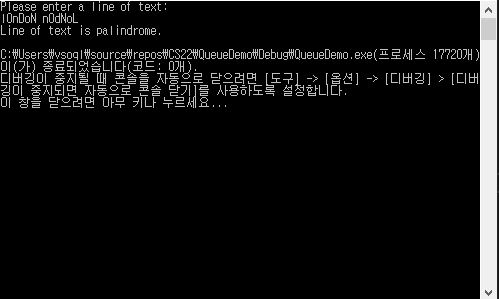 Please enter a line of text:
lOnDoN nOdNoL
Line of text is palindrome.
C:\Users\vsoql\source\repos\CS22\QueueDemo\Debug\QueueDemo.exe(프로세스 17720개)
이(가) 종료되었습니다(코드: 0개).
디버깅이 중지될 때 콘솔을 자동으로 닫으려면 [도구] -> [옵션] -> [디버깅] > [디버
깅이 중지되면 자동으로 콘솔 닫기]를 사용하도록 설정합니다.
이 창을 닫으려면 아무 키나 누르세요...